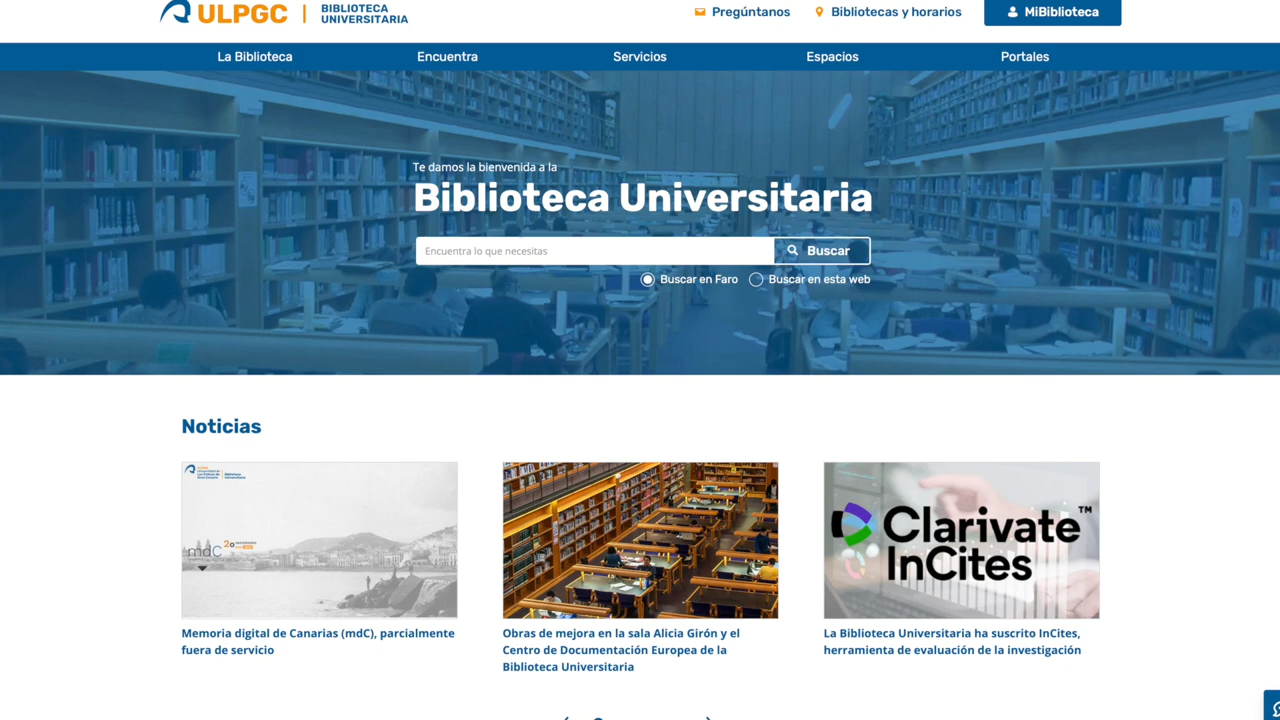 ULPGC
BIBLIOTECA
UNIVERSITARIA
Pregúntanos
Bibliotecas y horarios
MiBiblioteca
La Biblioteca
Encuentra
Servicios
Espacios
Portales
Te damos la bienvenida a la
Biblioteca Universitaria
Encuentra lo que necesitas
Buscar
Buscar en Faro
Buscar en esta web
Noticias
mdC
Clarivate™
InCites
Memoria digital de Canarias (mdC), parcialmente
fuera de servicio
Obras de mejora en la sala Alicia Girón y el
Centro de Documentación Europea de la
Biblioteca Universitaria
La Biblioteca Universitaria ha suscrito InCites,
herramienta de evaluación de la investigación